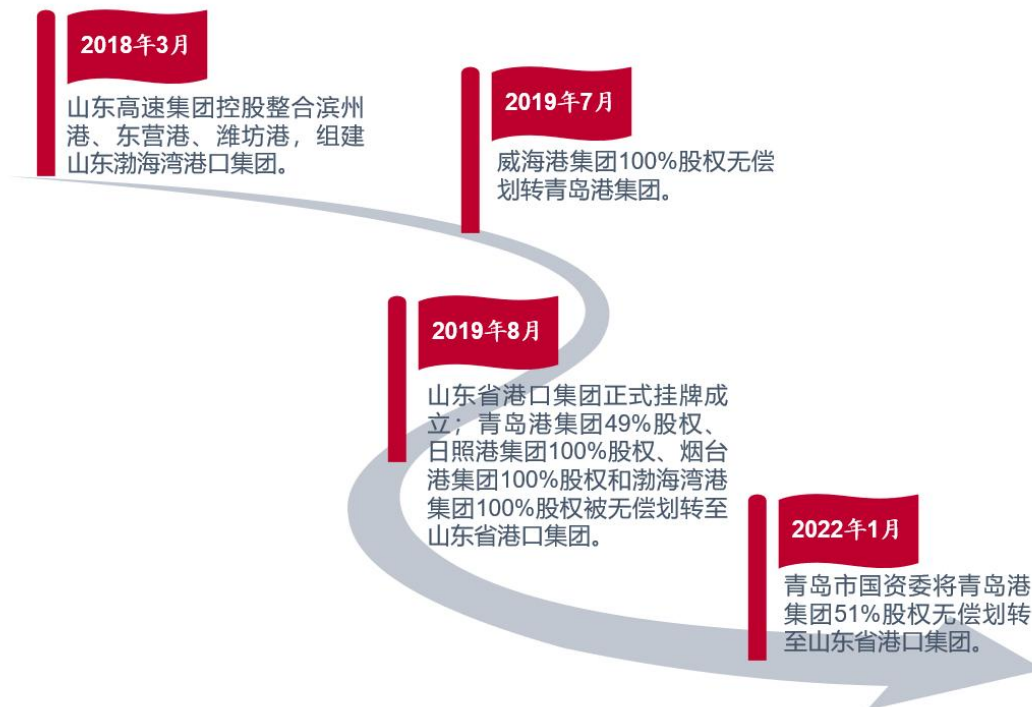 2018年3月
山东高速集团控股整合滨州
港、东营港、潍坊港，组建
山东渤海湾港口集团。
2019年7月
威海港集团100%股权无偿
划转青岛港集团。
2019年8月
山东省港口集团正式挂牌成
立；青岛港集团49%股权、
日照港集团100%股权、烟台
港集团100%股权和渤海湾港
集团100%股权被无偿划转至
山东省港口集团。
2022年1月
青岛市国资委将青岛港
集团51%股权无偿划转
至山东省港口集团。